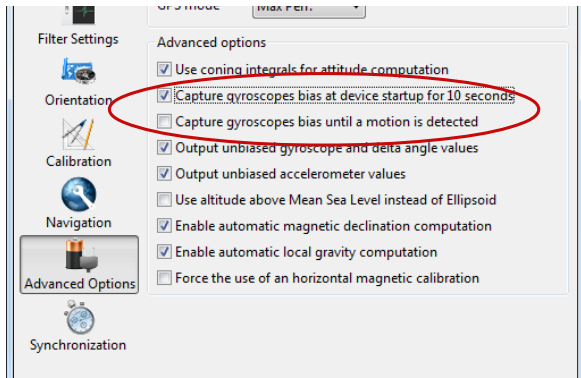 GPS mode Max Perf.
Filter Settings
Advanced options
Use coning integrals for attitude computation
Capture gyroscopes bias at device startup for 10 seconds
Orientation
Capture gyroscopes bias until a motion is detected
Output unbiased gyroscope and delta angle values
Calibration
Output unbiased accelerometer values
Use altitude above Mean Sea Level instead of Ellipsoid
Navigation
Enable automatic magnetic declination computation
Enable automatic local gravity computation
Advanced Options
Force the use of an horizontal magnetic calibration
Synchronization